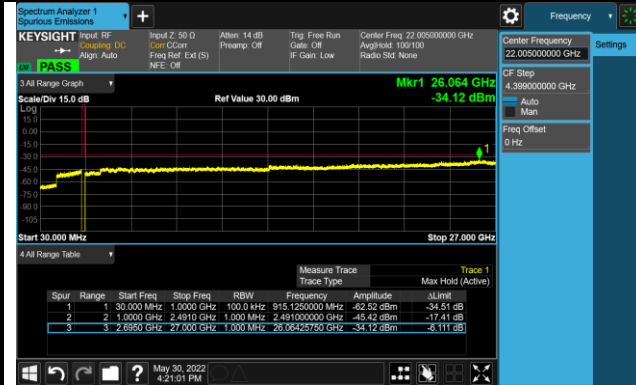 Spectrum Analyzer 1
Spurious Emissions
Frequency
KEYSIGHT
Input: RF
Coupling: DC
Align: Auto
Input Z: 50 Ω
Corr CCorr
Freq Ref: Ext (S)
NFE: Off
Atten: 14 dB
Preamp: Off
Trig: Free Run
Gate: Off
IF Gain: Low
Center Freq: 22.005000000 GHz
Avg|Hold: 100/100
Radio Std: None
PASS
Center Frequency
22.005000000 GHz
Settings
CF Step
4.399000000 GHz
Auto
Man
Freq Offset
0 Hz
3 All Range Graph
Mkr1 26.064 GHz
Scale/Div 15.0 dB
Ref Value 30.00 dBm
-34.12 dBm
Log
15.0
0.00
-15.0
-30.0
-45.0
-60.0
-75.0
-90.0
-105
1
Start 30.000 MHz
Stop 27.000 GHz
4 All Range Table
Measure Trace Trace 1
Trace Type Max Hold (Active)
Spur Range Start Freq Stop Freq RBW Frequency Amplitude ΔLimit
1 1 30.000 MHz 1.0000 GHz 100.0 kHz 915.1250000 MHz -62.52 dBm -34.51 dB
2 2 1.0000 GHz 2.4910 GHz 1.000 MHz 2.491000000 GHz -45.42 dBm -17.41 dB
3 3 2.6950 GHz 27.000 GHz 1.000 MHz 26.06425750 GHz -34.12 dBm -6.111 dB
?
May 30, 2022
4:21:01 PM